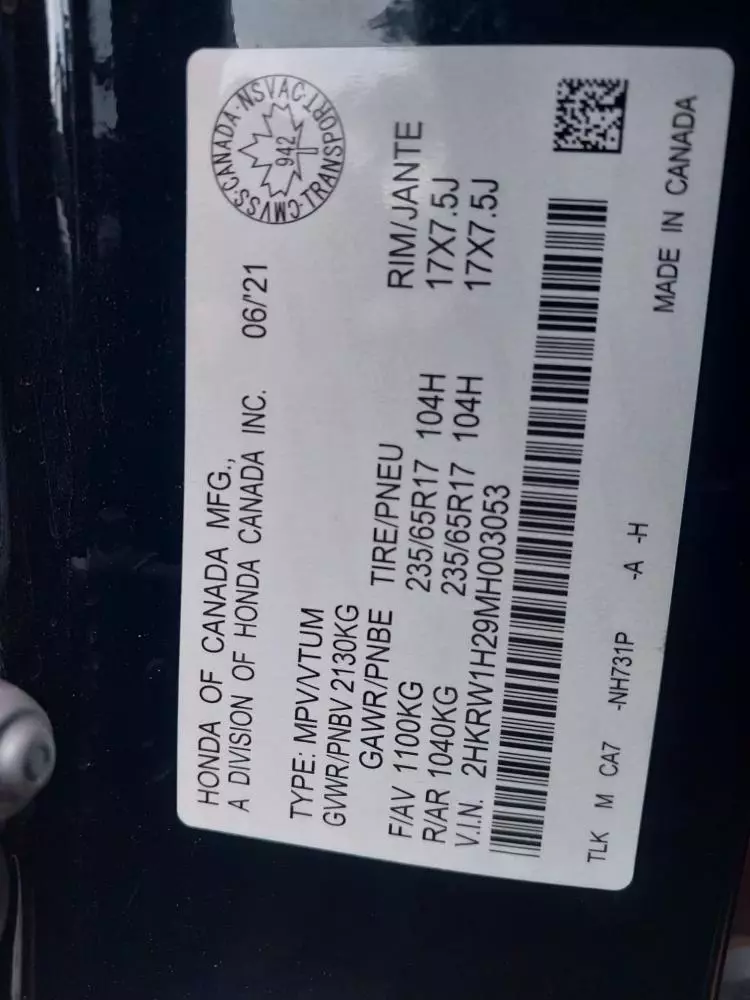 HONDA OF CANADA MFG.,
A DIVISION OF HONDA CANADA INC. 06/'21
CMVSS·CANADA·NSVAC·TRANSPORT
942
TYPE: MPV/VTUM
GVWR/PNBV 2130KG
GAWR/PNBE TIRE/PNEU RIM/JANTE
F/AV 1100KG 235/65R17 104H 17X7.5J
R/AR 1040KG 235/65R17 104H 17X7.5J
V.I.N. 2HKRW1H29MH003053
TLK M CA7 -NH731P -A -H
MADE IN CANADA